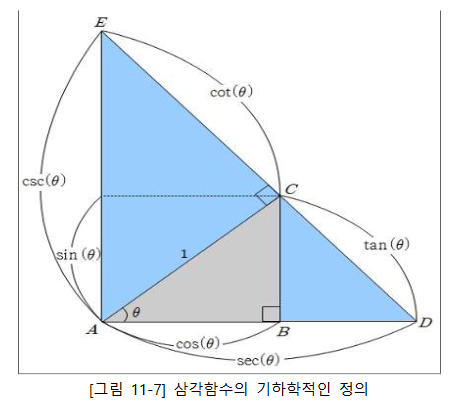 E
cot(θ)
csc(θ)
C
sin(θ)
1
tan(θ)
θ
A
B
D
cos(θ)
sec(θ)
[그림 11-7] 삼각함수의 기하학적인 정의